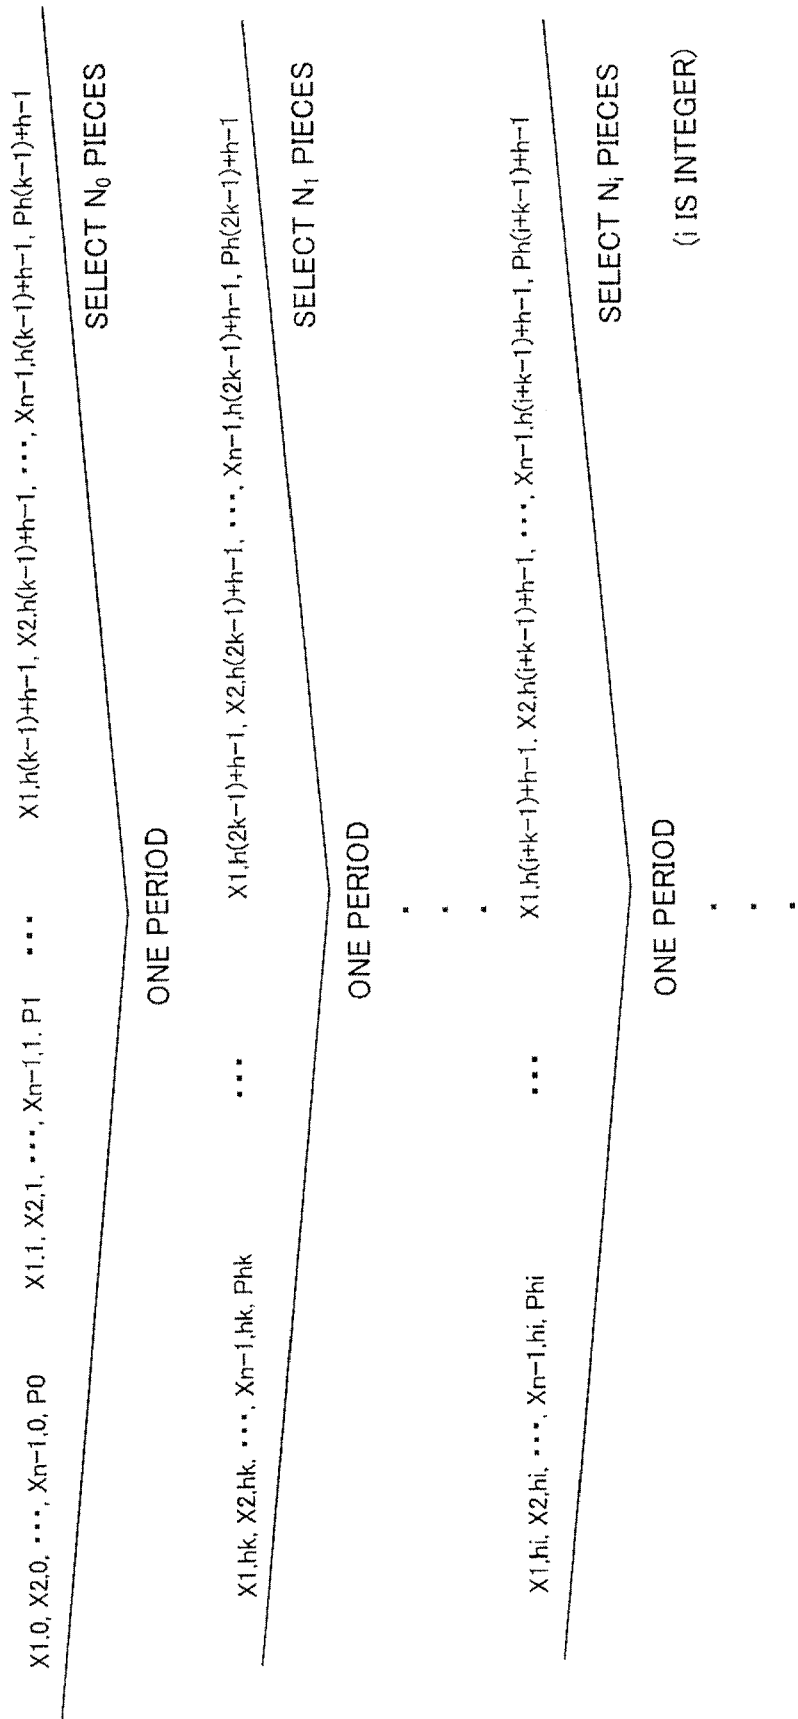 X1,0, X2,0, ･･･, Xn−1,0, P0 X1,1, X2,1, ･･･, Xn−1,1, P1 ･･･ X1,h(k−1)+h−1, X2,h(k−1)+h−1, ･･･, Xn−1,h(k−1)+h−1, Ph(k−1)+h−1
SELECT N₀ PIECES
ONE PERIOD
X1,hk, X2,hk, ･･･, Xn−1,hk, Phk ･･･ X1,h(2k−1)+h−1, X2,h(2k−1)+h−1, ･･･, Xn−1,h(2k−1)+h−1, Ph(2k−1)+h−1
SELECT N₁ PIECES
ONE PERIOD
X1,hi, X2,hi, ･･･, Xn−1,hi, Phi ･･･ X1,h(i+k−1)+h−1, X2,h(i+k−1)+h−1, ･･･, Xn−1,h(i+k−1)+h−1, Ph(i+k−1)+h−1
SELECT Nᵢ PIECES
ONE PERIOD
(i IS INTEGER)